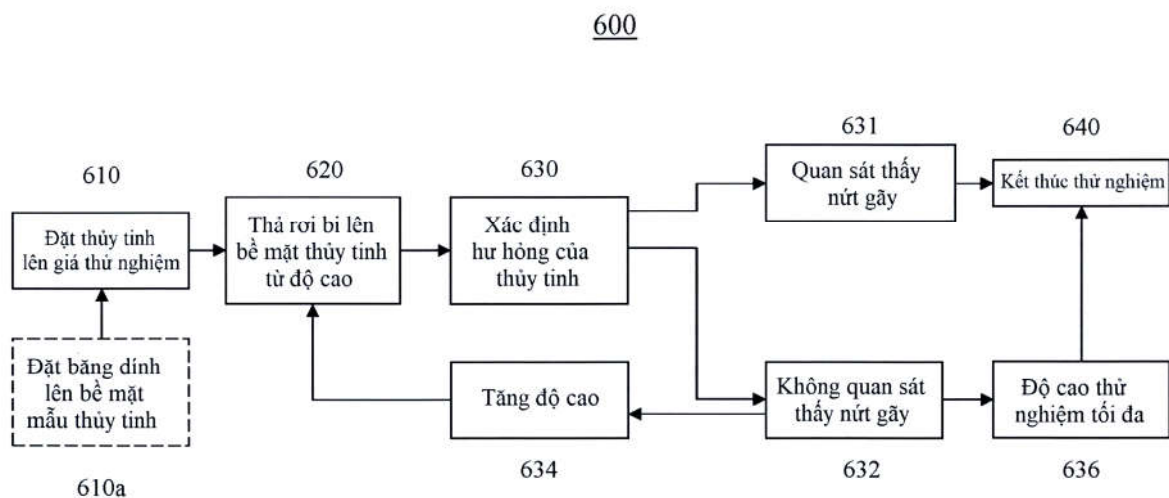 600
610
Đặt thủy tinh
lên giá thử nghiệm
Đặt băng dính
lên bề mặt
mẫu thủy tinh
610a
620
Thả rơi bi lên
bề mặt thủy tinh
từ độ cao
630
Xác định
hư hỏng của
thủy tinh
631
Quan sát thấy
nứt gãy
640
Kết thúc thử nghiệm
Tăng độ cao
634
Không quan sát
thấy nứt gãy
632
Độ cao thử
nghiệm tối đa
636